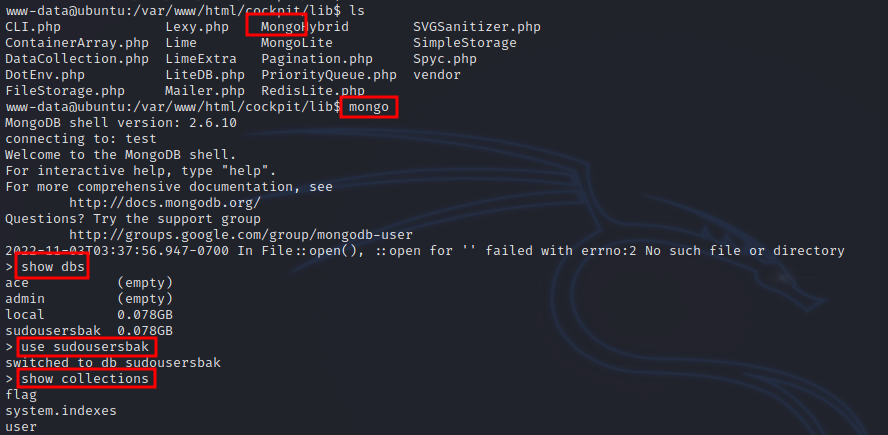 www-data@ubuntu:/var/www/html/cockpit/lib$ ls
CLI.php Lexy.php MongoHybrid SVGSanitizer.php
ContainerArray.php Lime MongoLite SimpleStorage
DataCollection.php LimeExtra Pagination.php Spyc.php
DotEnv.php LiteDB.php PriorityQueue.php vendor
FileStorage.php Mailer.php RedisLite.php
www-data@ubuntu:/var/www/html/cockpit/lib$ mongo
MongoDB shell version: 2.6.10
connecting to: test
Welcome to the MongoDB shell.
For interactive help, type "help".
For more comprehensive documentation, see
http://docs.mongodb.org/
Questions? Try the support group
http://groups.google.com/group/mongodb-user
2022-11-03T03:37:56.947-0700 In File::open(), ::open for '' failed with errno:2 No such file or directory
> show dbs
ace (empty)
admin (empty)
local 0.078GB
sudousersbak 0.078GB
> use sudousersbak
switched to db sudousersbak
> show collections
flag
system.indexes
user